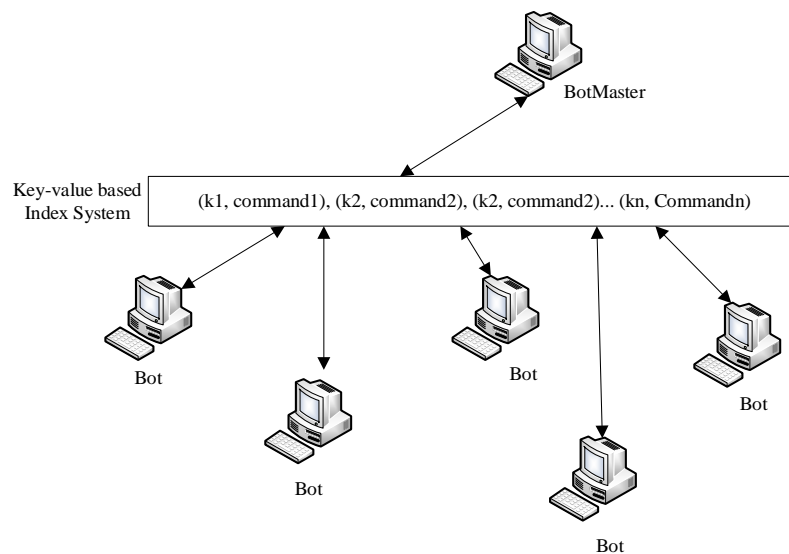 BotMaster
Key-value based
Index System
(k1, command1), (k2, command2), (k2, command2)... (kn, Commandn)
Bot
Bot
Bot
Bot
Bot